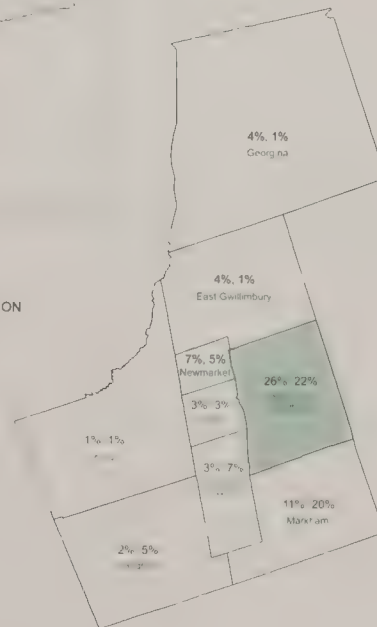 4%, 1%
Georgina
ON
4%, 1%
East Gwillimbury
7%, 5%
Newmarket
26% 22%
3% 3%
1% 1%
3% 7%
11% 20%
Markham
2% 5%